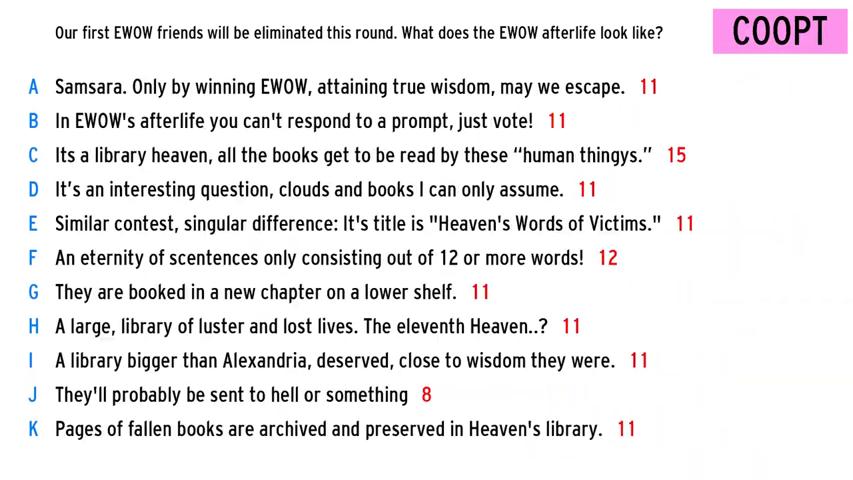 Our first EWOW friends will be eliminated this round. What does the EWOW afterlife look like?
COOPT
A Samsara. Only by winning EWOW, attaining true wisdom, may we escape. 11
B In EWOW's afterlife you can't respond to a prompt, just vote! 11
C Its a library heaven, all the books get to be read by these “human thingys.” 15
D It’s an interesting question, clouds and books I can only assume. 11
E Similar contest, singular difference: It's title is "Heaven's Words of Victims." 11
F An eternity of scentences only consisting out of 12 or more words! 12
G They are booked in a new chapter on a lower shelf. 11
H A large, library of luster and lost lives. The eleventh Heaven..? 11
I A library bigger than Alexandria, deserved, close to wisdom they were. 11
J They'll probably be sent to hell or something 8
K Pages of fallen books are archived and preserved in Heaven's library. 11